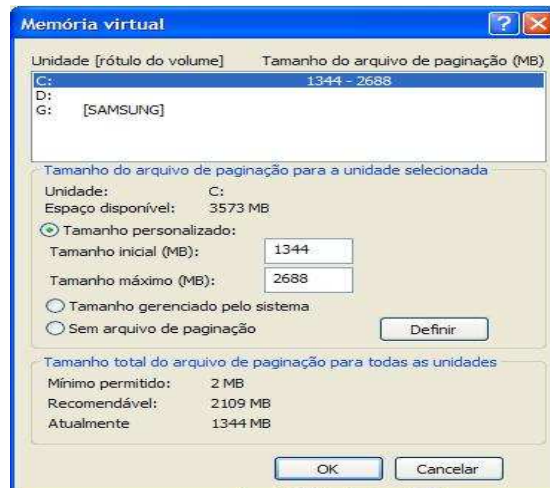 Memória virtual
Unidade [rótulo do volume] Tamanho do arquivo de paginação (MB)
C: 1344 - 2688
D:
G: [SAMSUNG]
Tamanho do arquivo de paginação para a unidade selecionada
Unidade: C:
Espaço disponível: 3573 MB
Tamanho personalizado:
Tamanho inicial (MB): 1344
Tamanho máximo (MB): 2688
Tamanho gerenciado pelo sistema
Sem arquivo de paginação Definir
Tamanho total do arquivo de paginação para todas as unidades
Mínimo permitido: 2 MB
Recomendável: 2109 MB
Atualmente 1344 MB
OK Cancelar